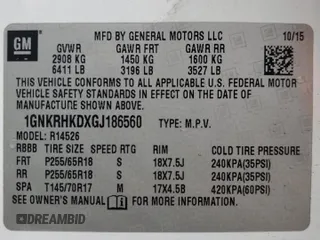 GM
MFD BY GENERAL MOTORS LLC 10/15
GVWR GAWR FRT GAWR RR
2908 KG 1450 KG 1600 KG
6411 LB 3196 LB 3527 LB
THIS VEHICLE CONFORMS TO ALL APPLICABLE U.S. FEDERAL MOTOR
VEHICLE SAFETY STANDARDS IN EFFECT ON THE DATE OF
MANUFACTURE SHOWN ABOVE.
1GNKRHKDXGJ186560 TYPE: M.P.V.
MODEL: R14526
RBBB TIRE SIZE SPEED RTG RIM COLD TIRE PRESSURE
FRT P255/65R18 S 18X7.5J 240KPA(35PSI)
RR P255/65R18 S 18X7.5J 240KPA(35PSI)
SPA T145/70R17 M 17X4.5B 420KPA(60PSI)
SEE OWNER'S MANUAL FOR MORE INFORMATION.
DREAMBID